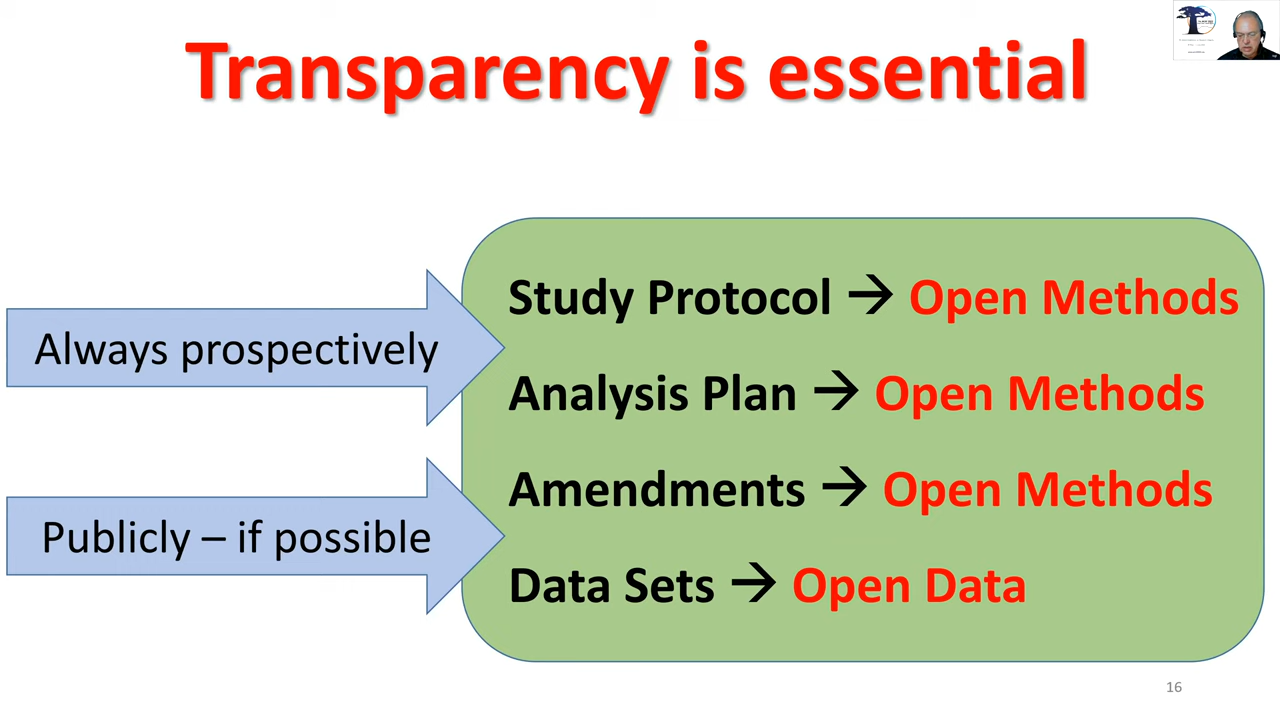 Transparency is essential
Always prospectively
Publicly – if possible
Study Protocol → Open Methods
Analysis Plan → Open Methods
Amendments → Open Methods
Data Sets → Open Data
16